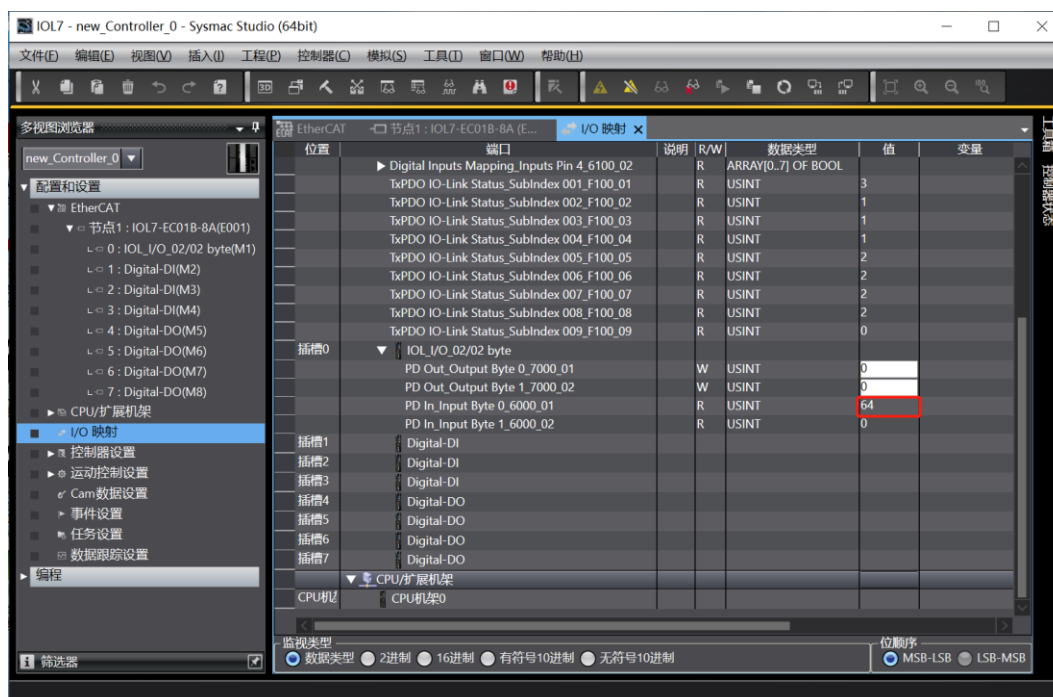 IOL7 - new_Controller_0 - Sysmac Studio (64bit)
文件(F) 编辑(E) 视图(V) 插入(I) 工程(P) 控制器(C) 模拟(S) 工具(T) 窗口(W) 帮助(H)
多视图浏览器
new_Controller_0
配置和设置
EtherCAT
节点1 : IOL7-EC01B-8A(E001)
0 : IOL_I/O_02/02 byte(M1)
1 : Digital-DI(M2)
2 : Digital-DI(M3)
3 : Digital-DI(M4)
4 : Digital-DO(M5)
5 : Digital-DO(M6)
6 : Digital-DO(M7)
7 : Digital-DO(M8)
CPU/扩展机架
I/O 映射
控制器设置
运动控制设置
Cam数据设置
事件设置
任务设置
数据跟踪设置
编程
筛选器
EtherCAT 节点1 : IOL7-EC01B-8A (E... I/O 映射
位置 端口 说明 R/W 数据类型 值 变量
Digital Inputs Mapping_Inputs Pin 4_6100_02 R ARRAY[0..7] OF BOOL
TxPDO IO-Link Status_SubIndex 001_F100_01 R USINT 3
TxPDO IO-Link Status_SubIndex 002_F100_02 R USINT 1
TxPDO IO-Link Status_SubIndex 003_F100_03 R USINT 1
TxPDO IO-Link Status_SubIndex 004_F100_04 R USINT 1
TxPDO IO-Link Status_SubIndex 005_F100_05 R USINT 2
TxPDO IO-Link Status_SubIndex 006_F100_06 R USINT 2
TxPDO IO-Link Status_SubIndex 007_F100_07 R USINT 2
TxPDO IO-Link Status_SubIndex 008_F100_08 R USINT 2
TxPDO IO-Link Status_SubIndex 009_F100_09 R USINT 0
插槽0 IOL_I/O_02/02 byte
PD Out_Output Byte 0_7000_01 W USINT 0
PD Out_Output Byte 1_7000_02 W USINT 0
PD In_Input Byte 0_6000_01 R USINT 64
PD In_Input Byte 1_6000_02 R USINT 0
插槽1 Digital-DI
插槽2 Digital-DI
插槽3 Digital-DI
插槽4 Digital-DO
插槽5 Digital-DO
插槽6 Digital-DO
插槽7 Digital-DO
CPU/扩展机架
CPU机 CPU机架0
监视类型
数据类型 2进制 16进制 有符号10进制 无符号10进制
位顺序
MSB-LSB LSB-MSB
工具箱
控制器状态